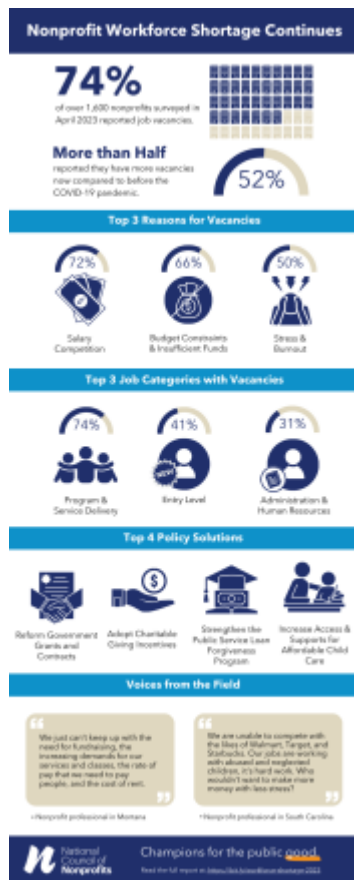 Nonprofit Workforce Shortage Continues
74%
of over 1,600 nonprofits surveyed in
April 2023 reported job vacancies.
More than Half
reported they have more vacancies
now compared to before the
COVID-19 pandemic.
52%
Top 3 Reasons for Vacancies
72%
66%
50%
Salary
Competition
Budget Constraints
& Insufficient Funds
Stress &
Burnout
Top 3 Job Categories with Vacancies
74%
41%
31%
NEW
Program &
Service Delivery
Entry Level
Administration &
Human Resources
Top 4 Policy Solutions
Reform Government
Grants and
Contracts
Adopt Charitable
Giving Incentives
Strengthen the
Public Service Loan
Forgiveness
Program
Increase Access &
Supports for
Affordable Child
Care
Voices from the Field
We just can't keep up with the
need for fundraising, the
increasing demands for our
services and classes, the rate of
pay that we need to pay
people, and the cost of rent.
- Nonprofit professional in Montana
We are unable to compete with
the likes of Walmart, Target, and
Starbucks. Our jobs are working
with abused and neglected
children, it's hard work. Who
wouldn't want to make more
money with less stress?
- Nonprofit professional in South Carolina
National
Council of
Nonprofits
Champions for the public good.
Read the full report at